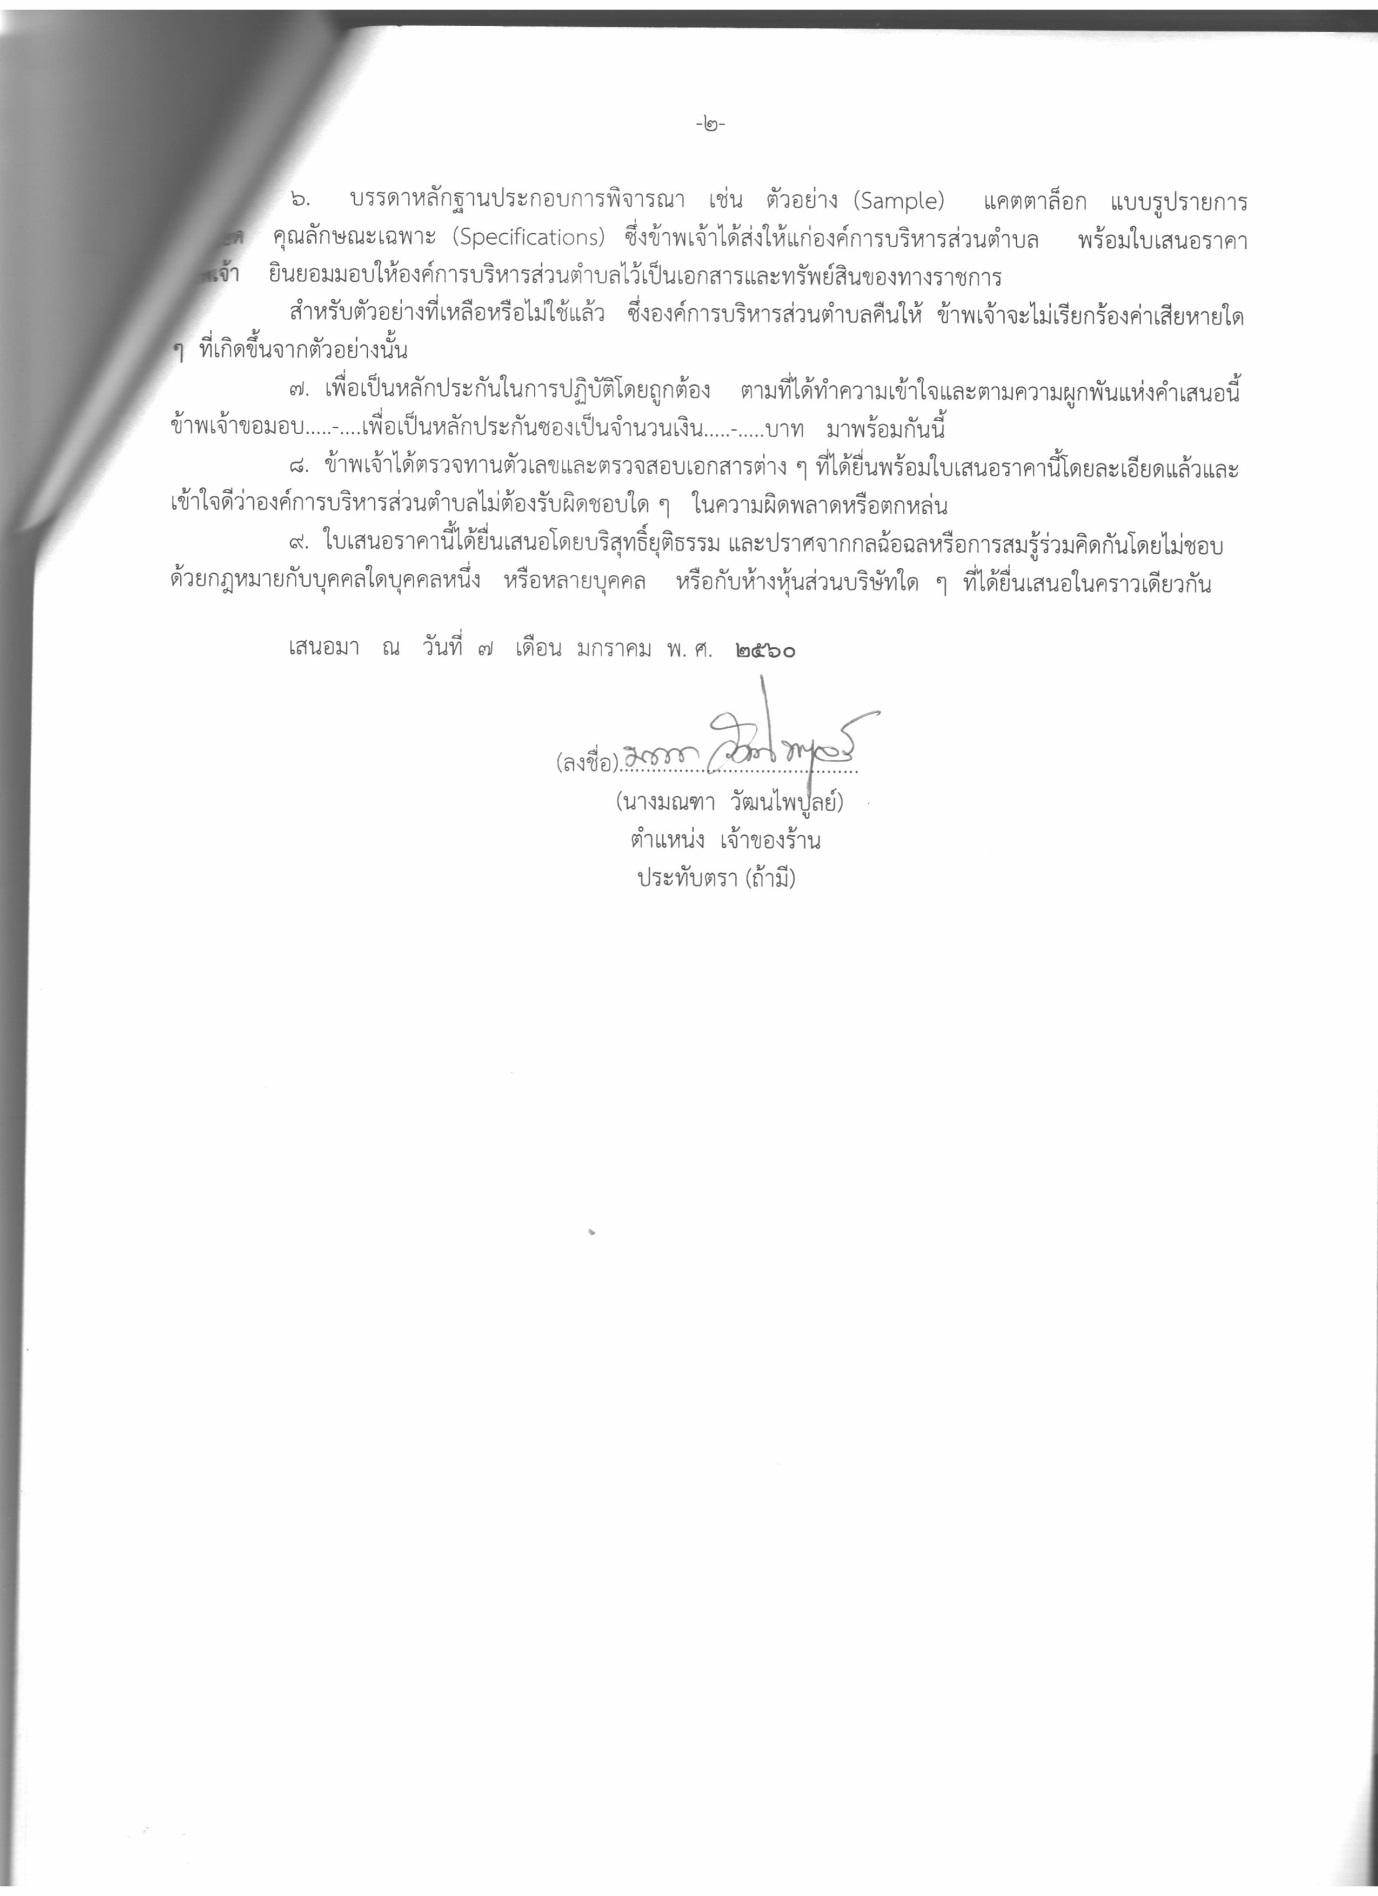 -๒-
๖. บรรดาหลักฐานประกอบการพิจารณา เช่น ตัวอย่าง (Sample) แคตตาล็อก แบบรูปรายการ
คุณลักษณะเฉพาะ (Specifications) ซึ่งข้าพเจ้าได้ส่งให้แก่องค์การบริหารส่วนตำบล พร้อมใบเสนอราคา
เจ้า ยินยอมมอบให้องค์การบริหารส่วนตำบลไว้เป็นเอกสารและทรัพย์สินของทางราชการ
สำหรับตัวอย่างที่เหลือหรือไม่ใช้แล้ว ซึ่งองค์การบริหารส่วนตำบลคืนให้ ข้าพเจ้าจะไม่เรียกร้องค่าเสียหายใด
ๆ ที่เกิดขึ้นจากตัวอย่างนั้น
๗. เพื่อเป็นหลักประกันในการปฏิบัติโดยถูกต้อง ตามที่ได้ทำความเข้าใจและตามความผูกพันแห่งคำเสนอนี้
ข้าพเจ้าขอมอบ.....-....เพื่อเป็นหลักประกันซองเป็นจำนวนเงิน.....-.....บาท มาพร้อมกันนี้
๘. ข้าพเจ้าได้ตรวจทานตัวเลขและตรวจสอบเอกสารต่าง ๆ ที่ได้ยื่นพร้อมใบเสนอราคานี้โดยละเอียดแล้วและ
เข้าใจดีว่าองค์การบริหารส่วนตำบลไม่ต้องรับผิดชอบใด ๆ ในความผิดพลาดหรือตกหล่น
๙. ใบเสนอราคานี้ได้ยื่นเสนอโดยบริสุทธิ์ยุติธรรม และปราศจากกลฉ้อฉลหรือการสมรู้ร่วมคิดกันโดยไม่ชอบ
ด้วยกฎหมายกับบุคคลใดบุคคลหนึ่ง หรือหลายบุคคล หรือกับห้างหุ้นส่วนบริษัทใด ๆ ที่ได้ยื่นเสนอในคราวเดียวกัน
เสนอมา ณ วันที่ ๗ เดือน มกราคม พ. ศ. ๒๕๖๐
(ลงชื่อ)
(นางมณฑา วัฒนไพบูลย์)
ตำแหน่ง เจ้าของร้าน
ประทับตรา (ถ้ามี)